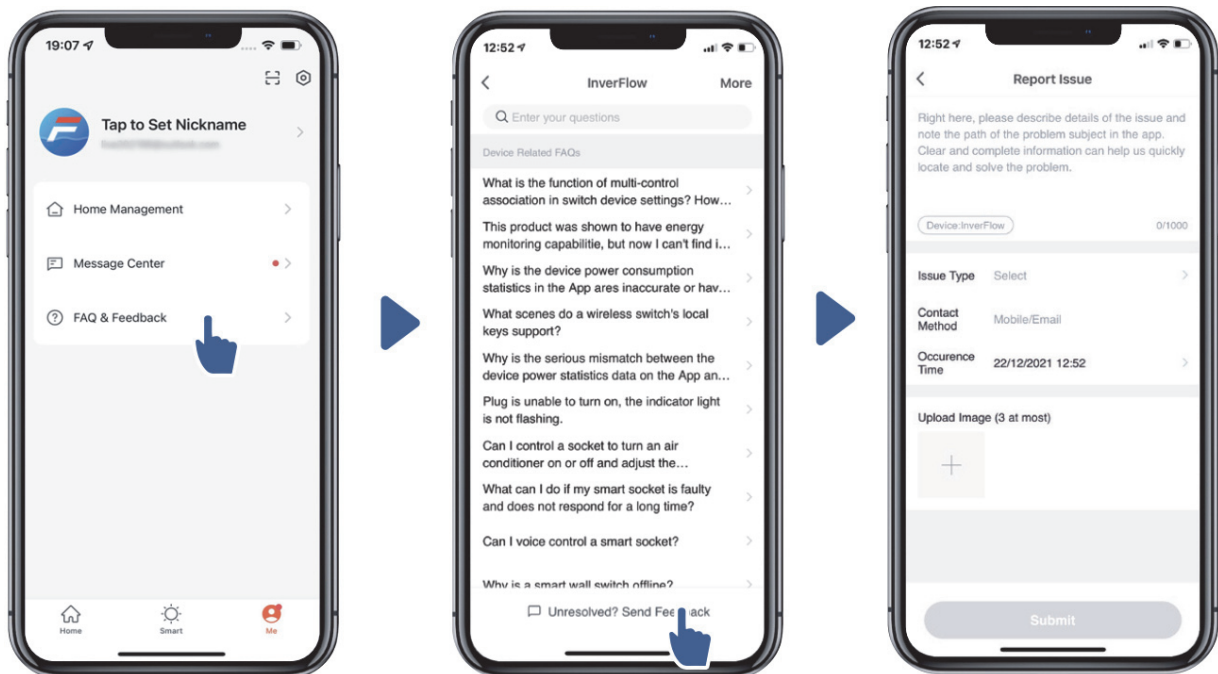 19:07
Tap to Set Nickname
Home Management
Message Center
FAQ & Feedback
Home
Smart
Me
12:52
InverFlow
More
Enter your questions
Device Related FAQs
What is the function of multi-control
association in switch device settings? How...
This product was shown to have energy
monitoring capabilitie, but now I can't find i...
Why is the device power consumption
statistics in the App ares inaccurate or hav...
What scenes do a wireless switch's local
keys support?
Why is the serious mismatch between the
device power statistics data on the App an...
Plug is unable to turn on, the indicator light
is not flashing.
Can I control a socket to turn an air
conditioner on or off and adjust the...
What can I do if my smart socket is faulty
and does not respond for a long time?
Can I voice control a smart socket?
Why is a smart wall switch offline?
Unresolved? Send Feedback
12:52
Report Issue
Right here, please describe details of the issue and
note the path of the problem subject in the app.
Clear and complete information can help us quickly
locate and solve the problem.
Device:InverFlow
0/1000
Issue Type Select
Contact
Method
Mobile/Email
Occurence
Time
22/12/2021 12:52
Upload Image (3 at most)
Submit